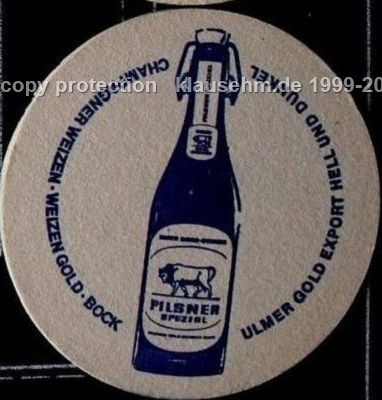 copy protection klausehm.de 1999-20
CHAMPAGNER WEIZEN · WEIZEN GOLD · BOCK
ULMER GOLD EXPORT HELL UND DUNKEL
PILSNER
SPEZIAL